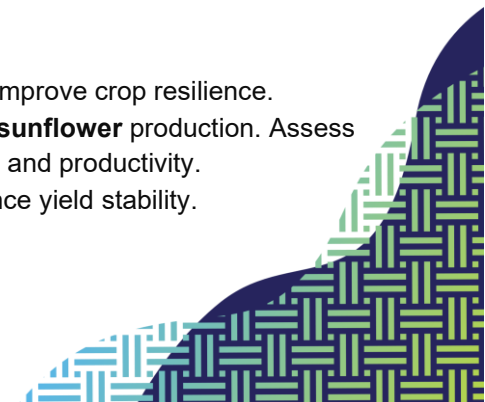 improve crop resilience.
sunflower production. Assess
and productivity.
nce yield stability.